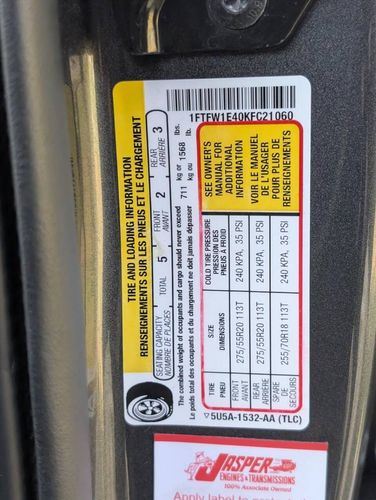 1FTFW1E40KFC21060
TIRE AND LOADING INFORMATION
RENSEIGNEMENTS SUR LES PNEUS ET LE CHARGEMENT
SEATING CAPACITY
NOMBRE DE PLACES
TOTAL 5
FRONT
AVANT 2
REAR
ARRIÈRE 3
The combined weight of occupants and cargo should never exceed
Le poids total des occupants et du chargement ne doit jamais dépasser
711 kg or 1568 lbs.
kg ou lb.
TIRE
PNEU
SIZE
DIMENSIONS
COLD TIRE PRESSURE
PRESSION DES
PNEUS A FROID
FRONT
AVANT
275/55R20 113T
240 KPA, 35 PSI
REAR
ARRIERE
275/55R20 113T
240 KPA, 35 PSI
SPARE
DE
SECOURS
255/70R18 113T
240 KPA, 35 PSI
SEE OWNER'S
MANUAL FOR
ADDITIONAL
INFORMATION
VOIR LE MANUEL
DE L'USAGER
POUR PLUS DE
RENSEIGNEMENTS
▽5U5A-1532-AA (TLC)
JASPER
ENGINES & TRANSMISSIONS
100% Associate Owned